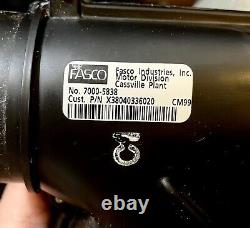 FASCO
Fasco Industries, Inc.
Motor Division
Cassville Plant
No. 7000-5838
Cust. P/N X38040336020
CM99